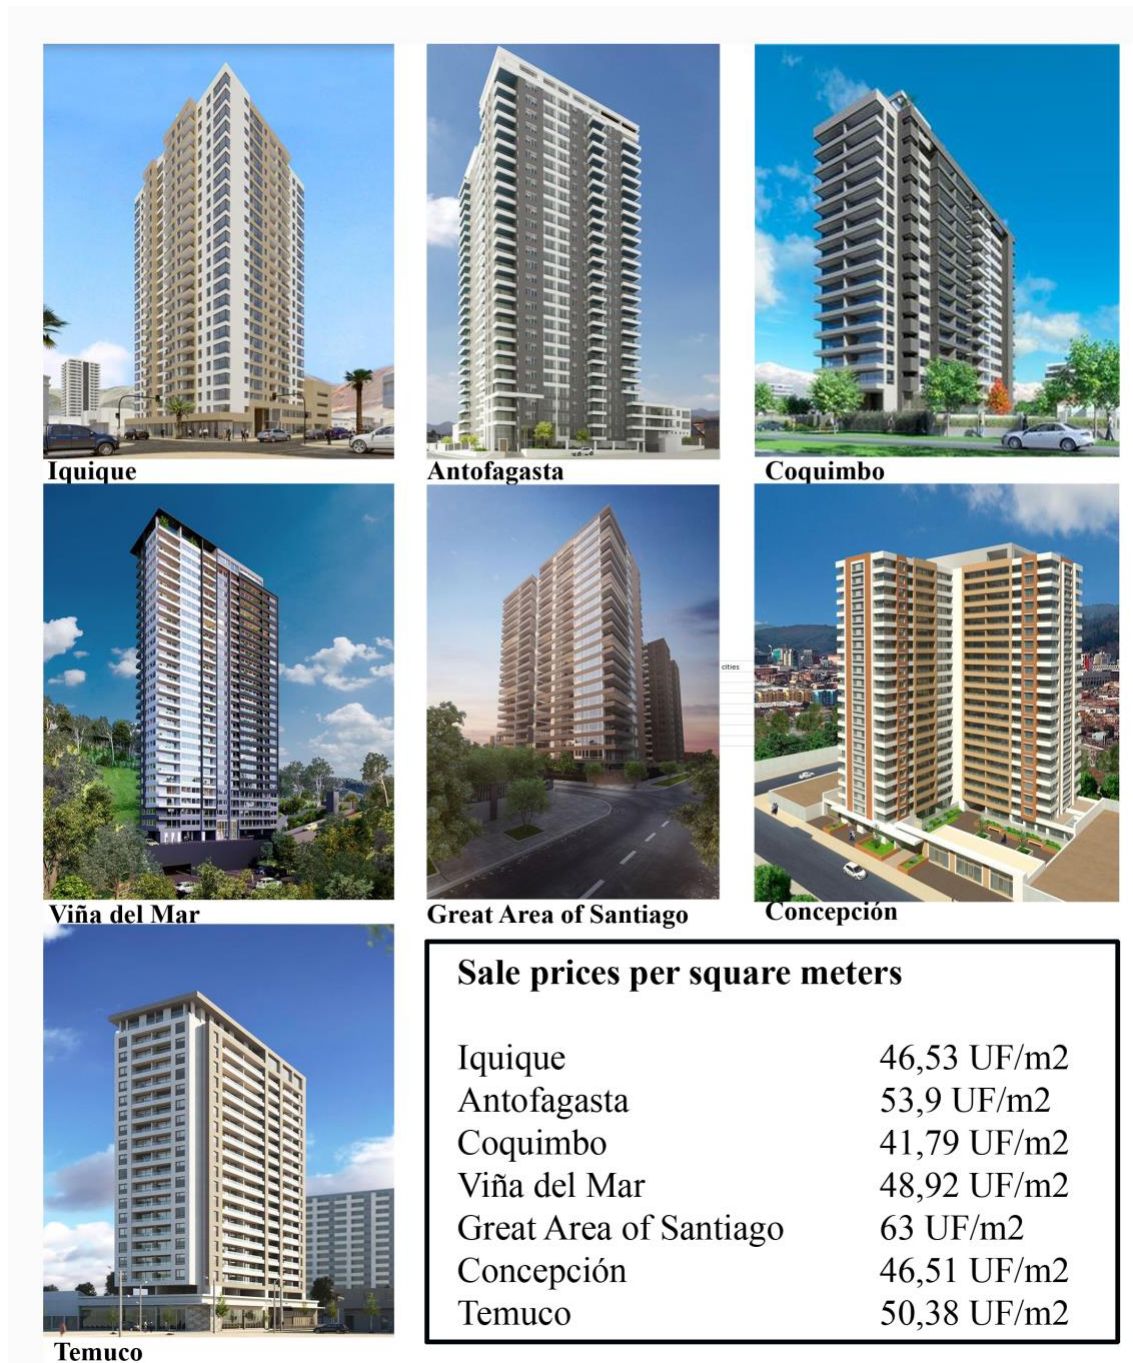 Iquique
Antofagasta
Coquimbo
cities
Viña del Mar
Great Area of Santiago
Concepción
Temuco
Sale prices per square meters
Iquique 46,53 UF/m2
Antofagasta 53,9 UF/m2
Coquimbo 41,79 UF/m2
Viña del Mar 48,92 UF/m2
Great Area of Santiago 63 UF/m2
Concepción 46,51 UF/m2
Temuco 50,38 UF/m2